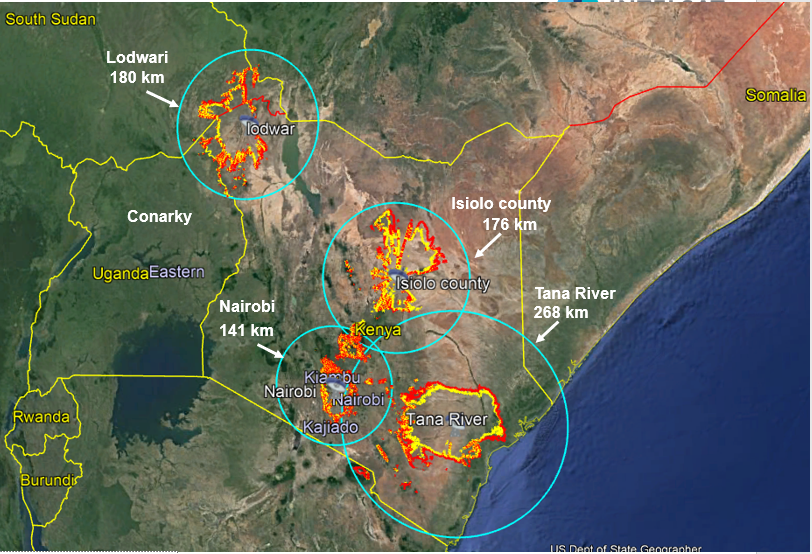 South Sudan
Lodwari
180 km
Somalia
lodwar
Isiolo county
176 km
Conarky
Uganda
Eastern
Isiolo county
Tana River
268 km
Nairobi
141 km
Kenya
Kiambu
Nairobi
Nairobi
Tana River
Rwanda
Kajiado
Burundi
US Dept of State Geographer